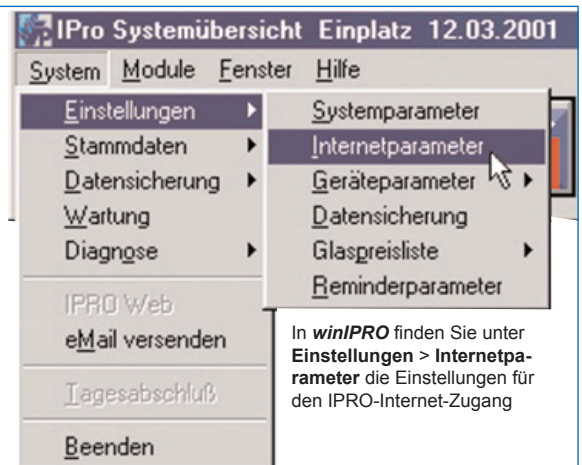 IPro Systemübersicht Einplatz 12.03.2001
System Module Fenster Hilfe
Einstellungen
Stammdaten
Datensicherung
Wartung
Diagnose
IPRO Web
eMail versenden
Tagesabschluß
Beenden
Systemparameter
Internetparameter
Geräteparameter
Datensicherung
Glaspreisliste
Reminderparameter
In winIPRO finden Sie unter
Einstellungen > Internetpa-
rameter die Einstellungen für
den IPRO-Internet-Zugang